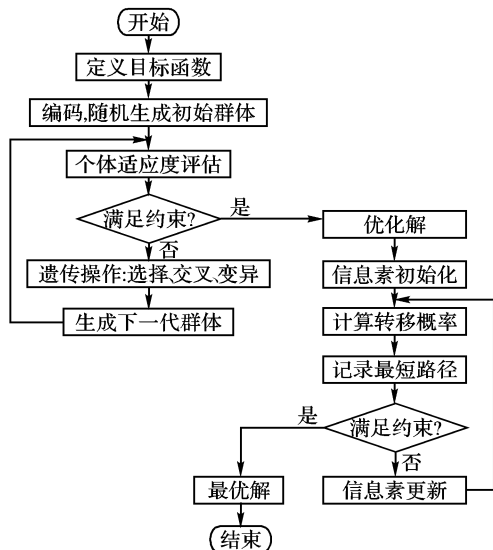 开始
定义目标函数
编码,随机生成初始群体
个体适应度评估
满足约束?
是
否
遗传操作:选择、交叉、变异
生成下一代群体
优化解
信息素初始化
计算转移概率
记录最短路径
满足约束?
是
否
信息素更新
最优解
结束